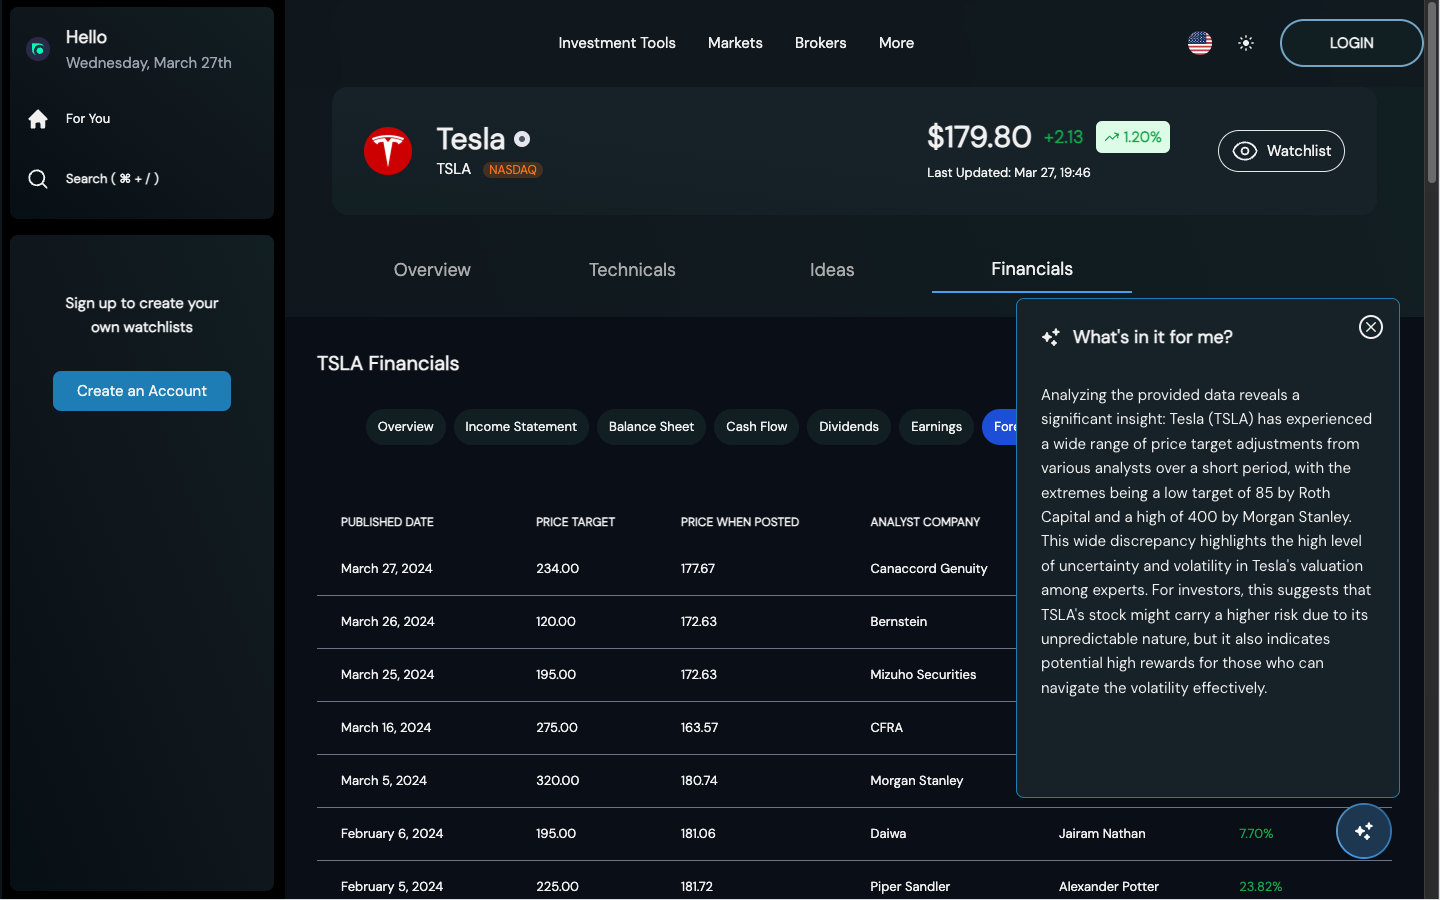 Hello
Wednesday, March 27th
For You
Search ( ⌘ + / )
Sign up to create your
own watchlists
Create an Account
Investment Tools Markets Brokers More
LOGIN
Tesla
TSLA NASDAQ
$179.80 +2.13 1.20%
Last Updated: Mar 27, 19:46
Watchlist
Overview Technicals Ideas Financials
TSLA Financials
Overview Income Statement Balance Sheet Cash Flow Dividends Earnings Fore
PUBLISHED DATE PRICE TARGET PRICE WHEN POSTED ANALYST COMPANY
March 27, 2024 234.00 177.67 Canaccord Genuity
March 26, 2024 120.00 172.63 Bernstein
March 25, 2024 195.00 172.63 Mizuho Securities
March 16, 2024 275.00 163.57 CFRA
March 5, 2024 320.00 180.74 Morgan Stanley
February 6, 2024 195.00 181.06 Daiwa Jairam Nathan 7.70%
February 5, 2024 225.00 181.72 Piper Sandler Alexander Potter 23.82%
What's in it for me?
Analyzing the provided data reveals a
significant insight: Tesla (TSLA) has experienced
a wide range of price target adjustments from
various analysts over a short period, with the
extremes being a low target of 85 by Roth
Capital and a high of 400 by Morgan Stanley.
This wide discrepancy highlights the high level
of uncertainty and volatility in Tesla's valuation
among experts. For investors, this suggests that
TSLA's stock might carry a higher risk due to its
unpredictable nature, but it also indicates
potential high rewards for those who can
navigate the volatility effectively.